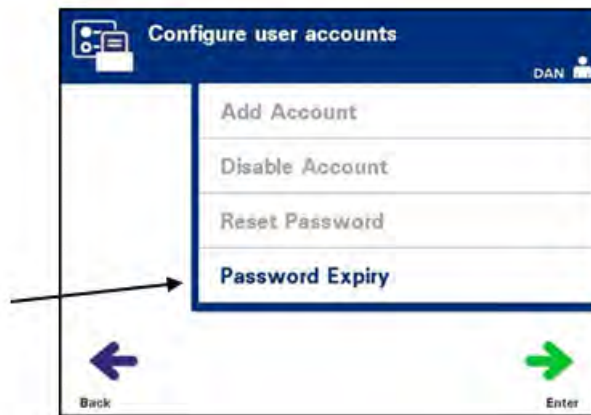 Configure user accounts
DAN
Add Account
Disable Account
Reset Password
Password Expiry
Back
Enter